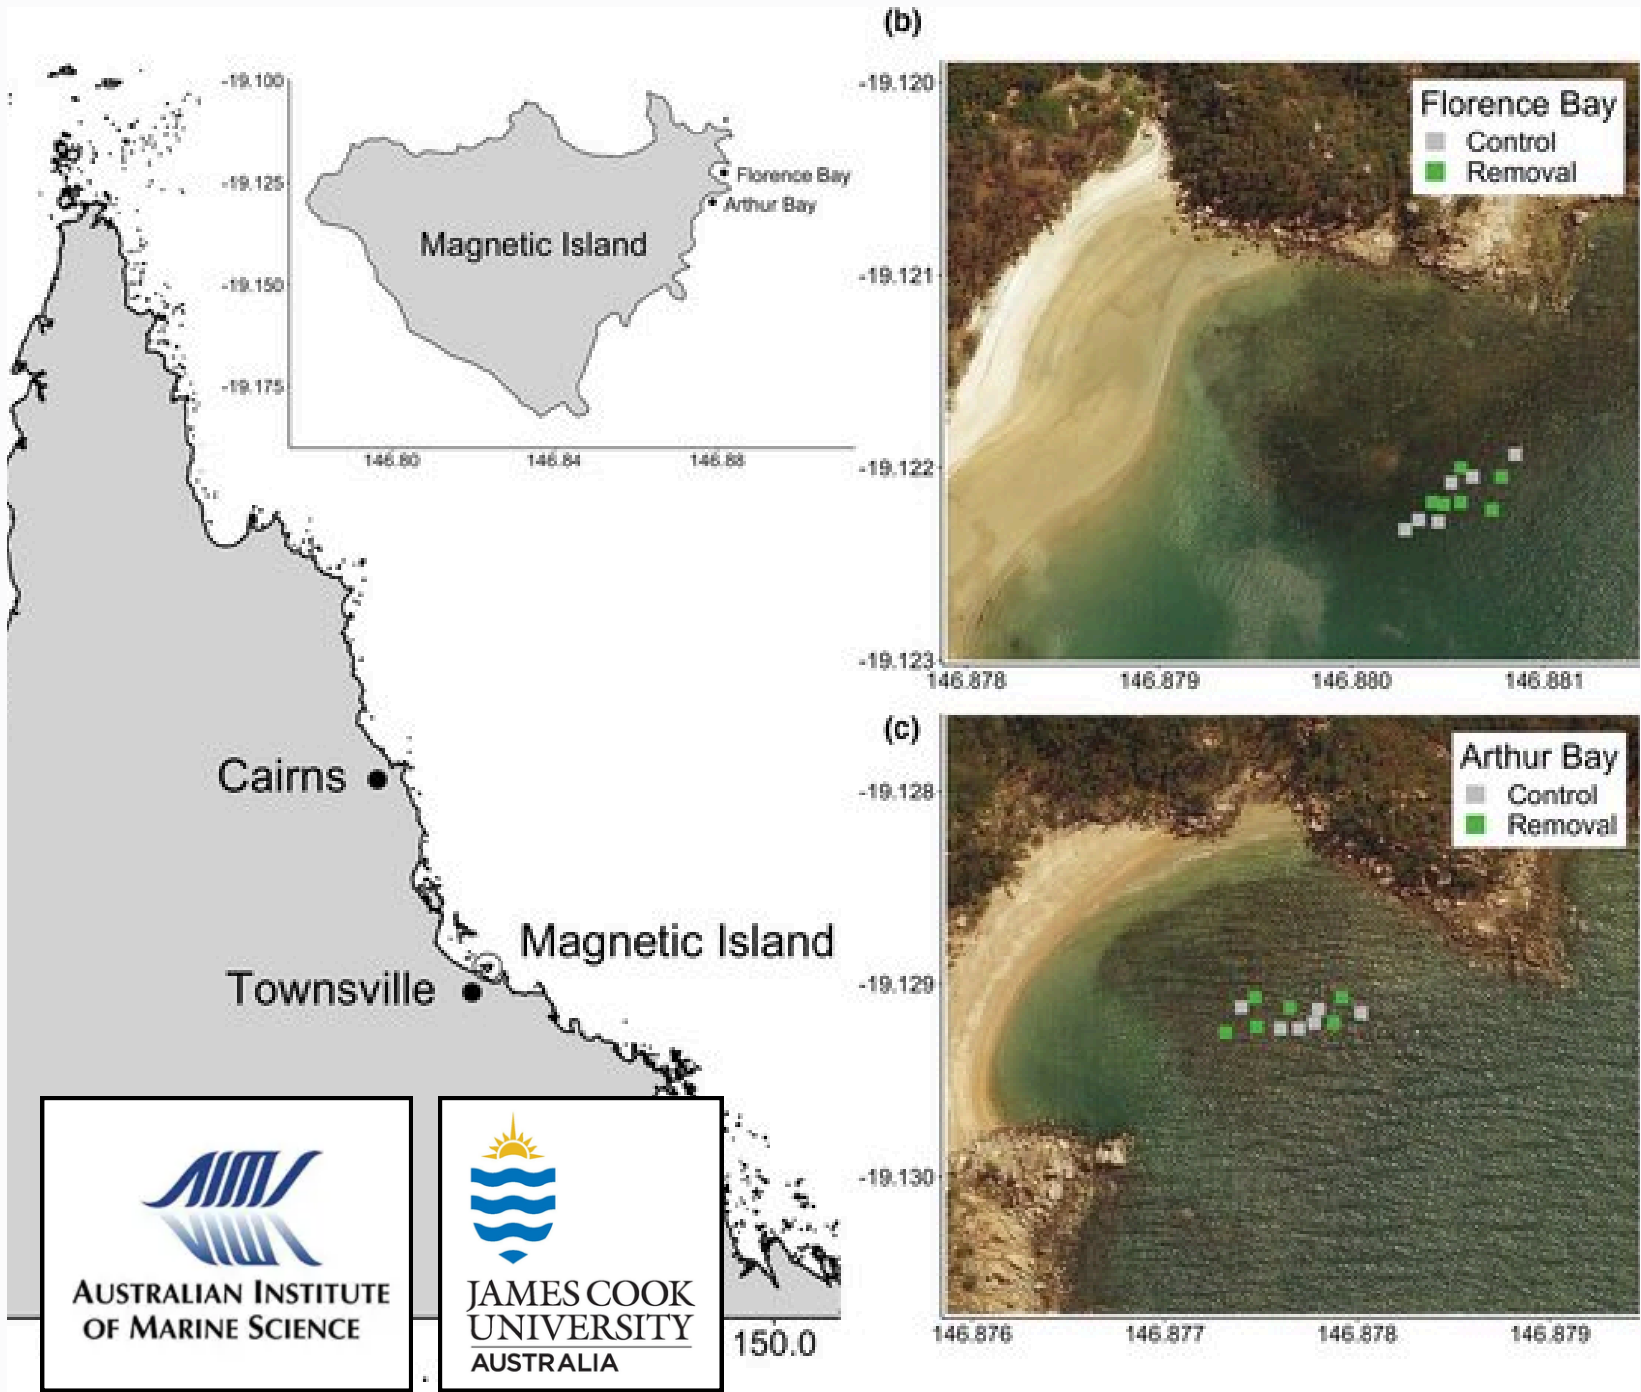 -19.100
-19.125
-19.150
-19.175
146.80
146.84
146.88
Florence Bay
Arthur Bay
Magnetic Island
Cairns
Townsville
Magnetic Island
150.0
AIMS
AUSTRALIAN INSTITUTE
OF MARINE SCIENCE
JAMES COOK
UNIVERSITY
AUSTRALIA
(b)
-19.120
-19.121
-19.122
-19.123
146.878
146.879
146.880
146.881
Florence Bay
Control
Removal
(c)
-19.128
-19.129
-19.130
146.876
146.877
146.878
146.879
Arthur Bay
Control
Removal